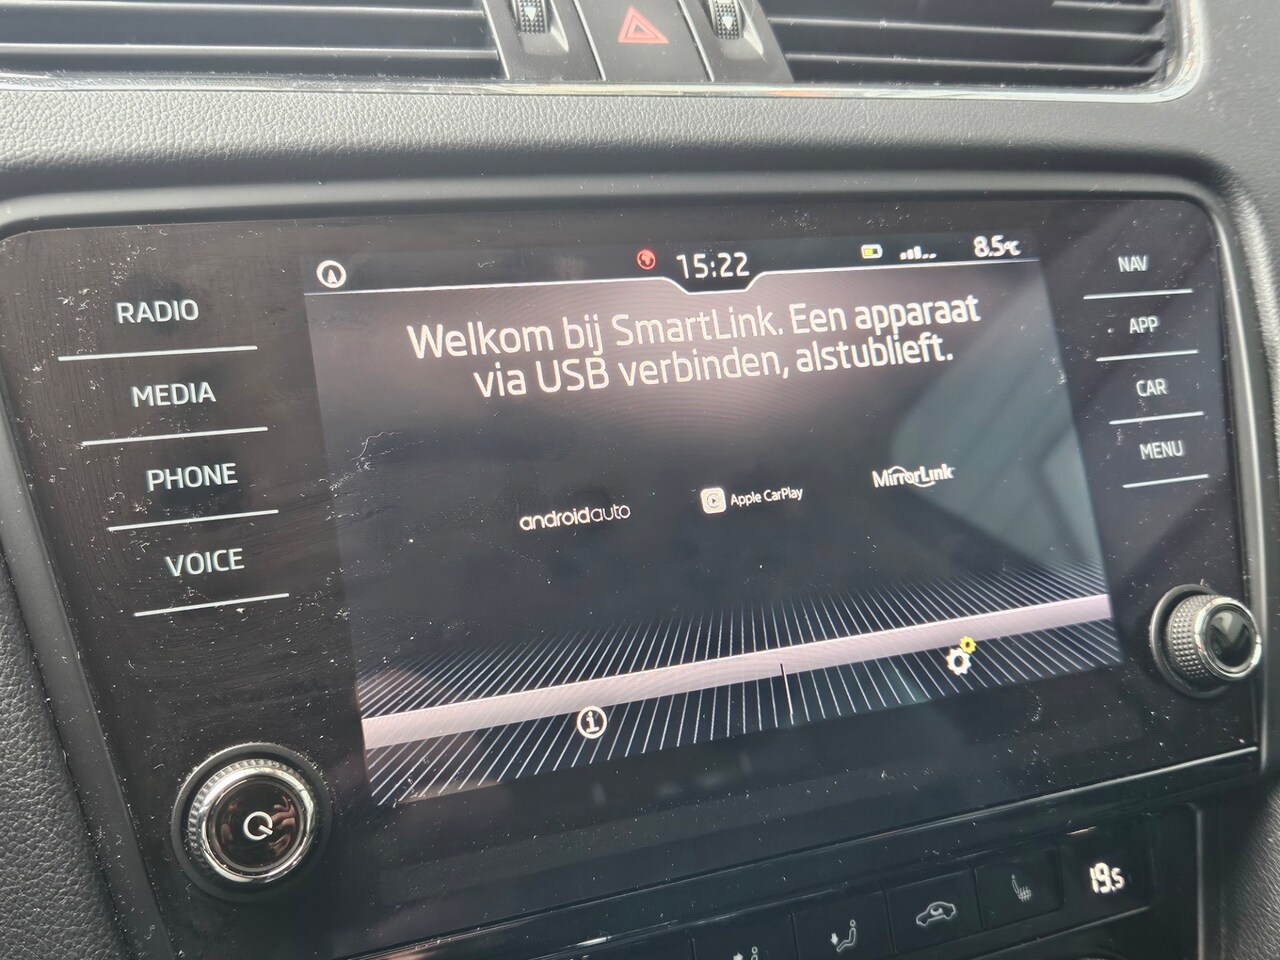 15:22
8.5°C
RADIO
MEDIA
PHONE
VOICE
Welkom bij SmartLink. Een apparaat
via USB verbinden, alstublieft.
androidauto
Apple CarPlay
MirrorLink
i
NAV
APP
CAR
MENU
19.5